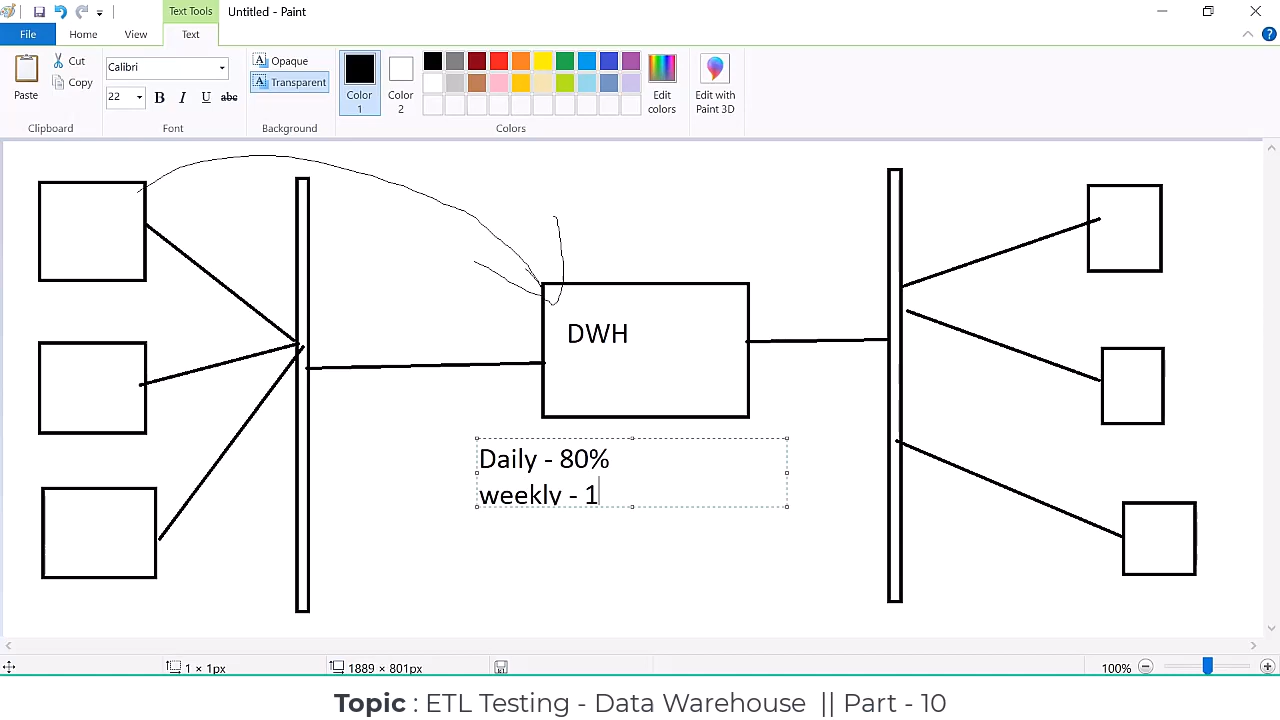 Text Tools
Untitled - Paint
File
Home
View
Text
Paste
Cut
Copy
Clipboard
Calibri
22
B
I
U
abc
Font
Opaque
Transparent
Background
Color 1
Color 2
Edit colors
Colors
Edit with Paint 3D
DWH
Daily - 80%
weekly - 1
1 × 1px
1889 × 801px
100%
Topic : ETL Testing - Data Warehouse || Part - 10